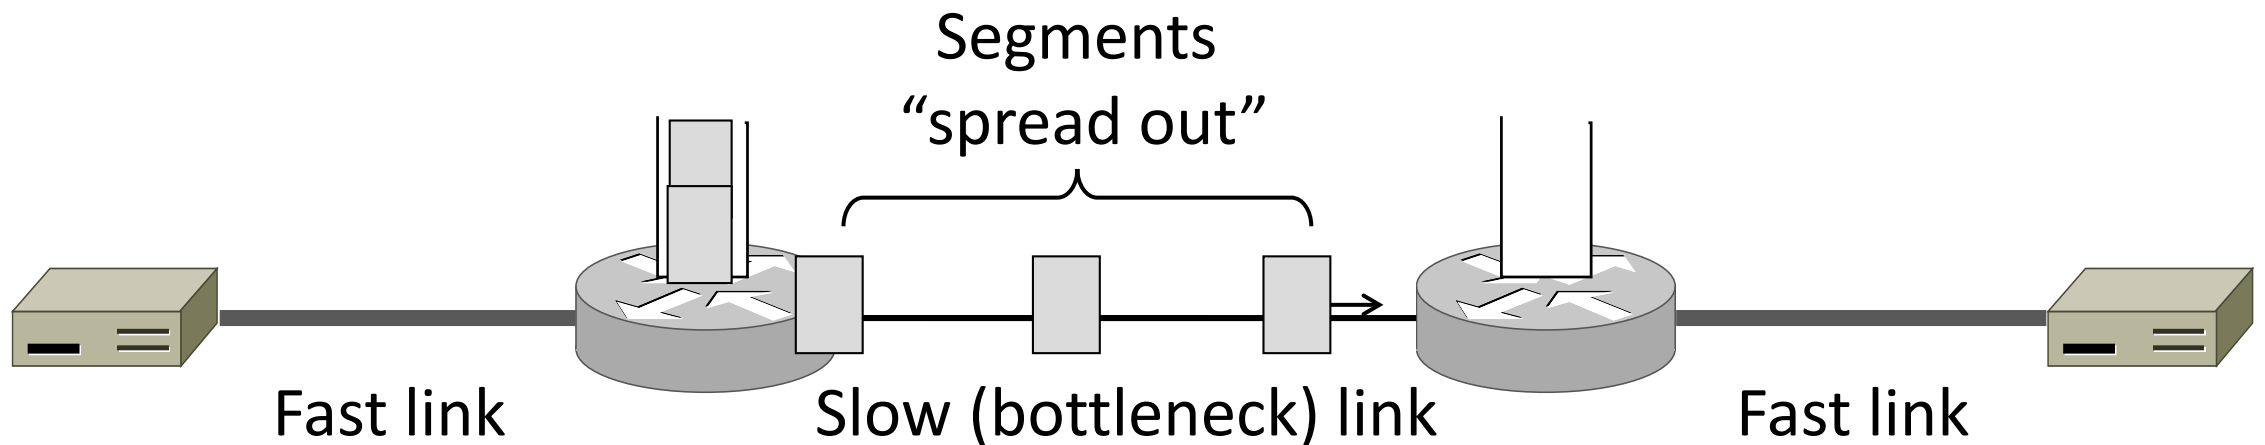 Segments
“spread out”
Fast link
Slow (bottleneck) link
Fast link